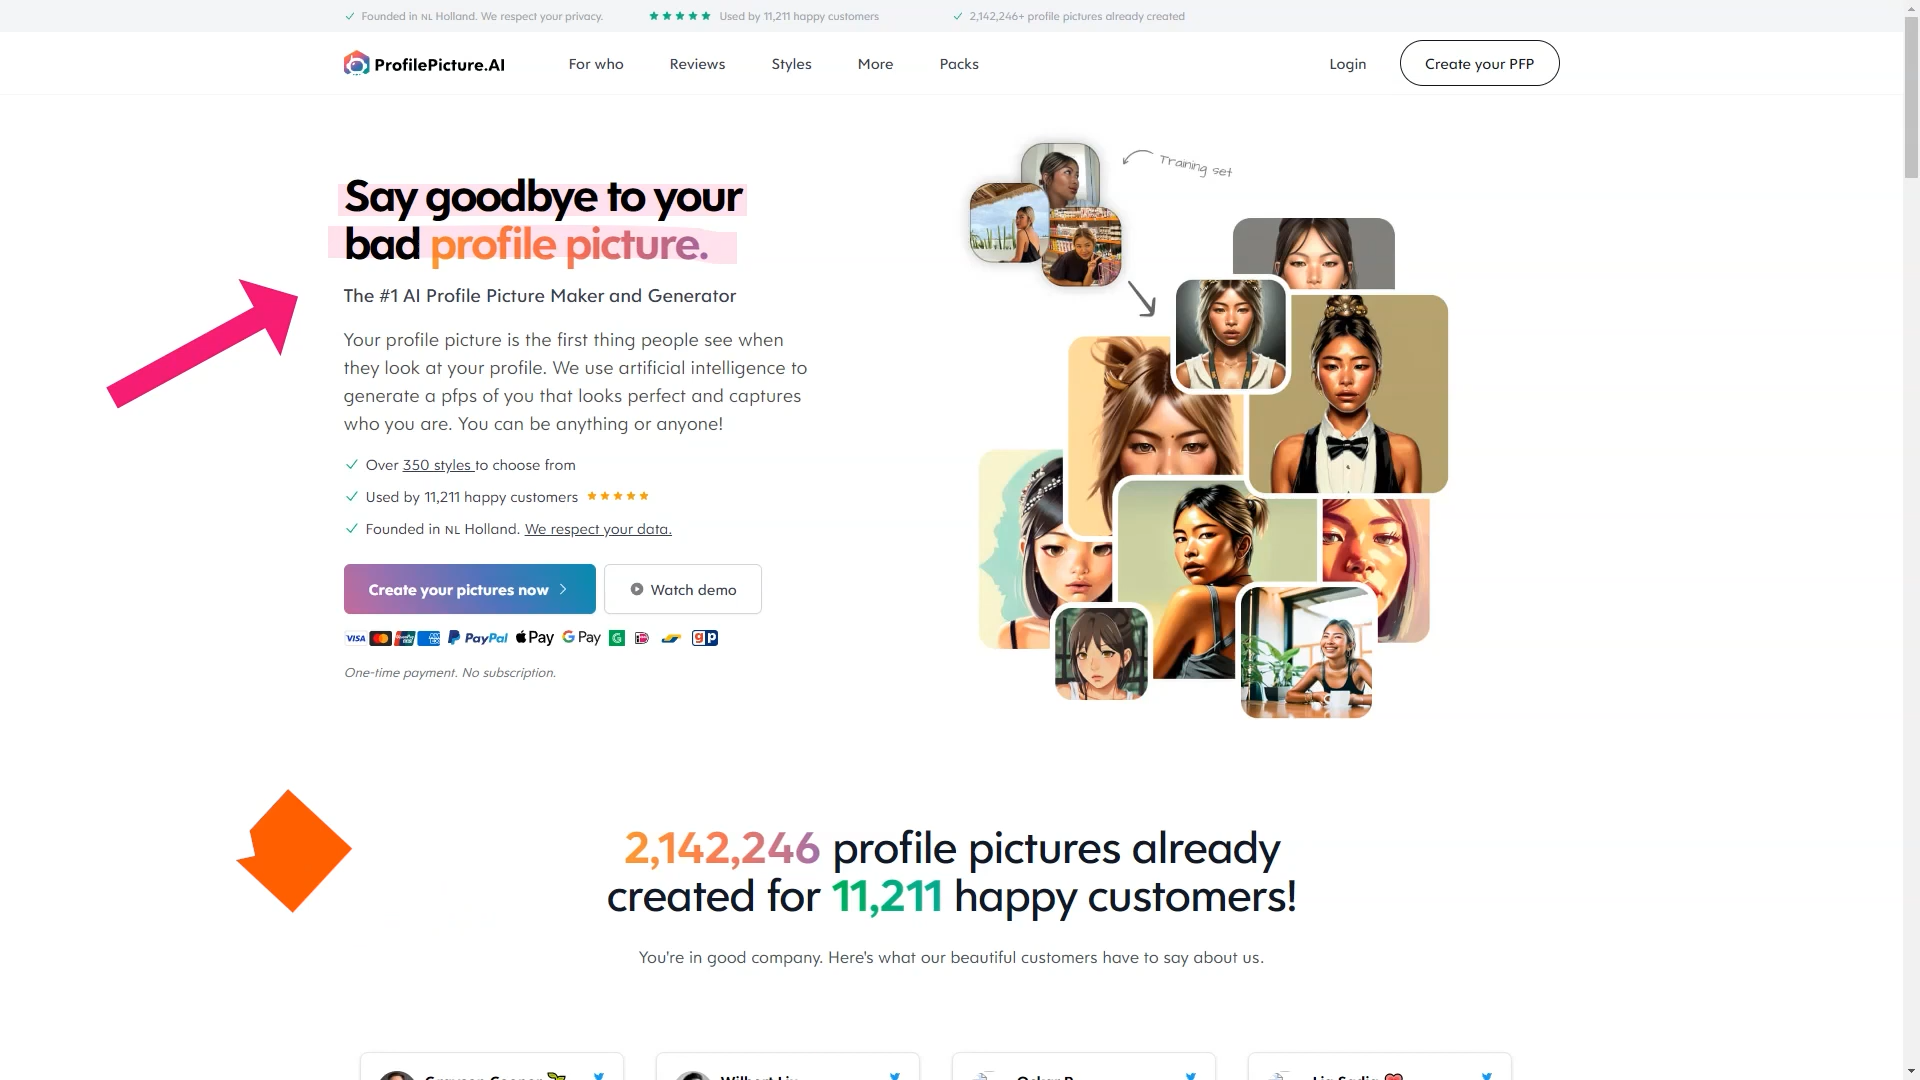 Founded in NL Holland. We respect your privacy.
Used by 11,211 happy customers
2,142,246+ profile pictures already created
ProfilePicture.AI
For who
Reviews
Styles
More
Packs
Login
Create your PFP
Training set
Say goodbye to your
bad profile picture.
The #1 AI Profile Picture Maker and Generator
Your profile picture is the first thing people see when
they look at your profile. We use artificial intelligence to
generate a pfps of you that looks perfect and captures
who you are. You can be anything or anyone!
Over 350 styles to choose from
Used by 11,211 happy customers
Founded in NL Holland. We respect your data.
Create your pictures now
Watch demo
VISA PayPal Pay G Pay
One-time payment. No subscription.
2,142,246 profile pictures already
created for 11,211 happy customers!
You're in good company. Here's what our beautiful customers have to say about us.